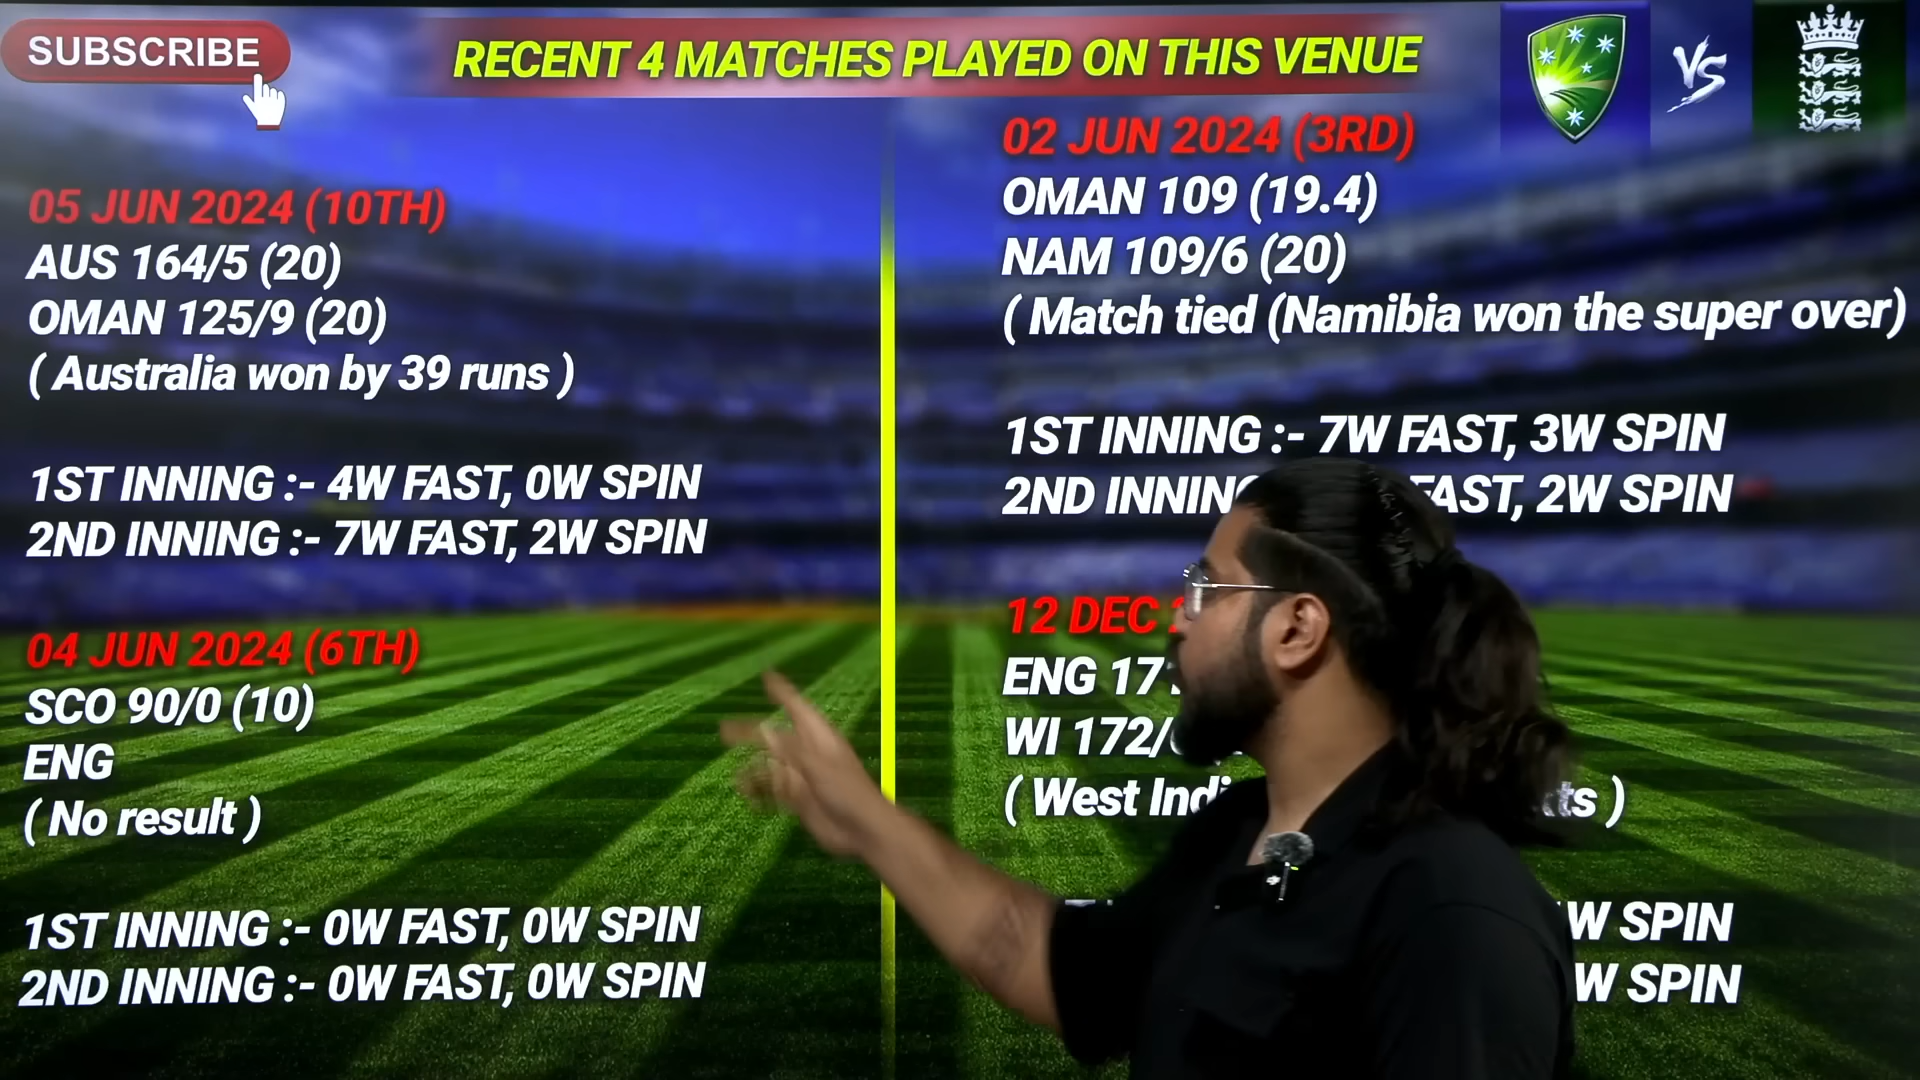 SUBSCRIBE
RECENT 4 MATCHES PLAYED ON THIS VENUE
VS
05 JUN 2024 (10TH)
AUS 164/5 (20)
OMAN 125/9 (20)
( Australia won by 39 runs )
1ST INNING :- 4W FAST, 0W SPIN
2ND INNING :- 7W FAST, 2W SPIN
04 JUN 2024 (6TH)
SCO 90/0 (10)
ENG
( No result )
1ST INNING :- 0W FAST, 0W SPIN
2ND INNING :- 0W FAST, 0W SPIN
02 JUN 2024 (3RD)
OMAN 109 (19.4)
NAM 109/6 (20)
( Match tied (Namibia won the super over)
1ST INNING :- 7W FAST, 3W SPIN
2ND FAST, 2W SPIN
12 DEC
ENG
WI 172/
( West )
W SPIN
W SPIN